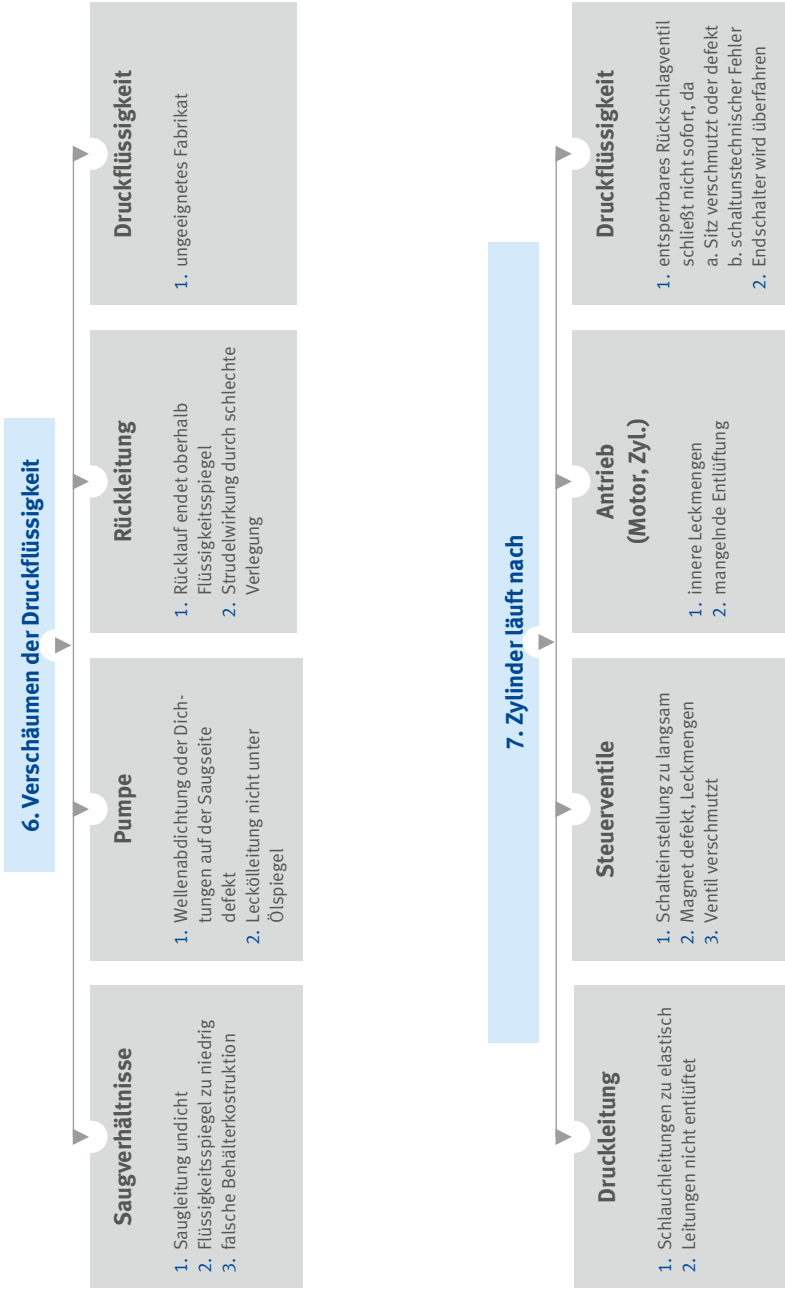 6. Verschäumen der Druckflüssigkeit
Saugverhältnisse
1. Saugleitung undicht
2. Flüssigkeitsspiegel zu niedrig
3. falsche Behälterkostruktion
Pumpe
1. Wellenabdichtung oder Dich-
tungen auf der Saugseite
defekt
2. Leckölleitung nicht unter
Ölspiegel
Rückleitung
1. Rücklauf endet oberhalb
Flüssigkeitsspiegel
2. Strudelwirkung durch schlechte
Verlegung
Druckflüssigkeit
1. ungeeignetes Fabrikat
7. Zylinder läuft nach
Druckleitung
1. Schlauchleitungen zu elastisch
2. Leitungen nicht entlüftet
Steuerventile
1. Schalteinstellung zu langsam
2. Magnet defekt, Leckmengen
3. Ventil verschmutzt
Antrieb
(Motor, Zyl.)
1. innere Leckmengen
2. mangelnde Entlüftung
Druckflüssigkeit
1. entsperrbares Rückschlagventil
schließt nicht sofort, da
a. Sitz verschmutzt oder defekt
b. schaltunstechnischer Fehler
2. Endschalter wird überfahren